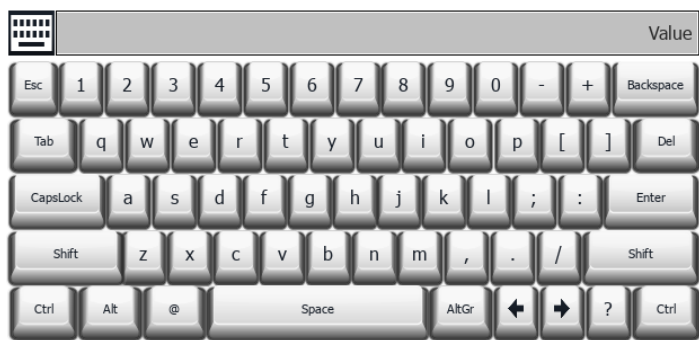 Value
Esc 1 2 3 4 5 6 7 8 9 0 - + Backspace
Tab q w e r t y u i o p [ ] Del
CapsLock a s d f g h j k l ; : Enter
Shift z x c v b n m , . / Shift
Ctrl Alt @ Space AltGr 🡸 🡺 ? Ctrl